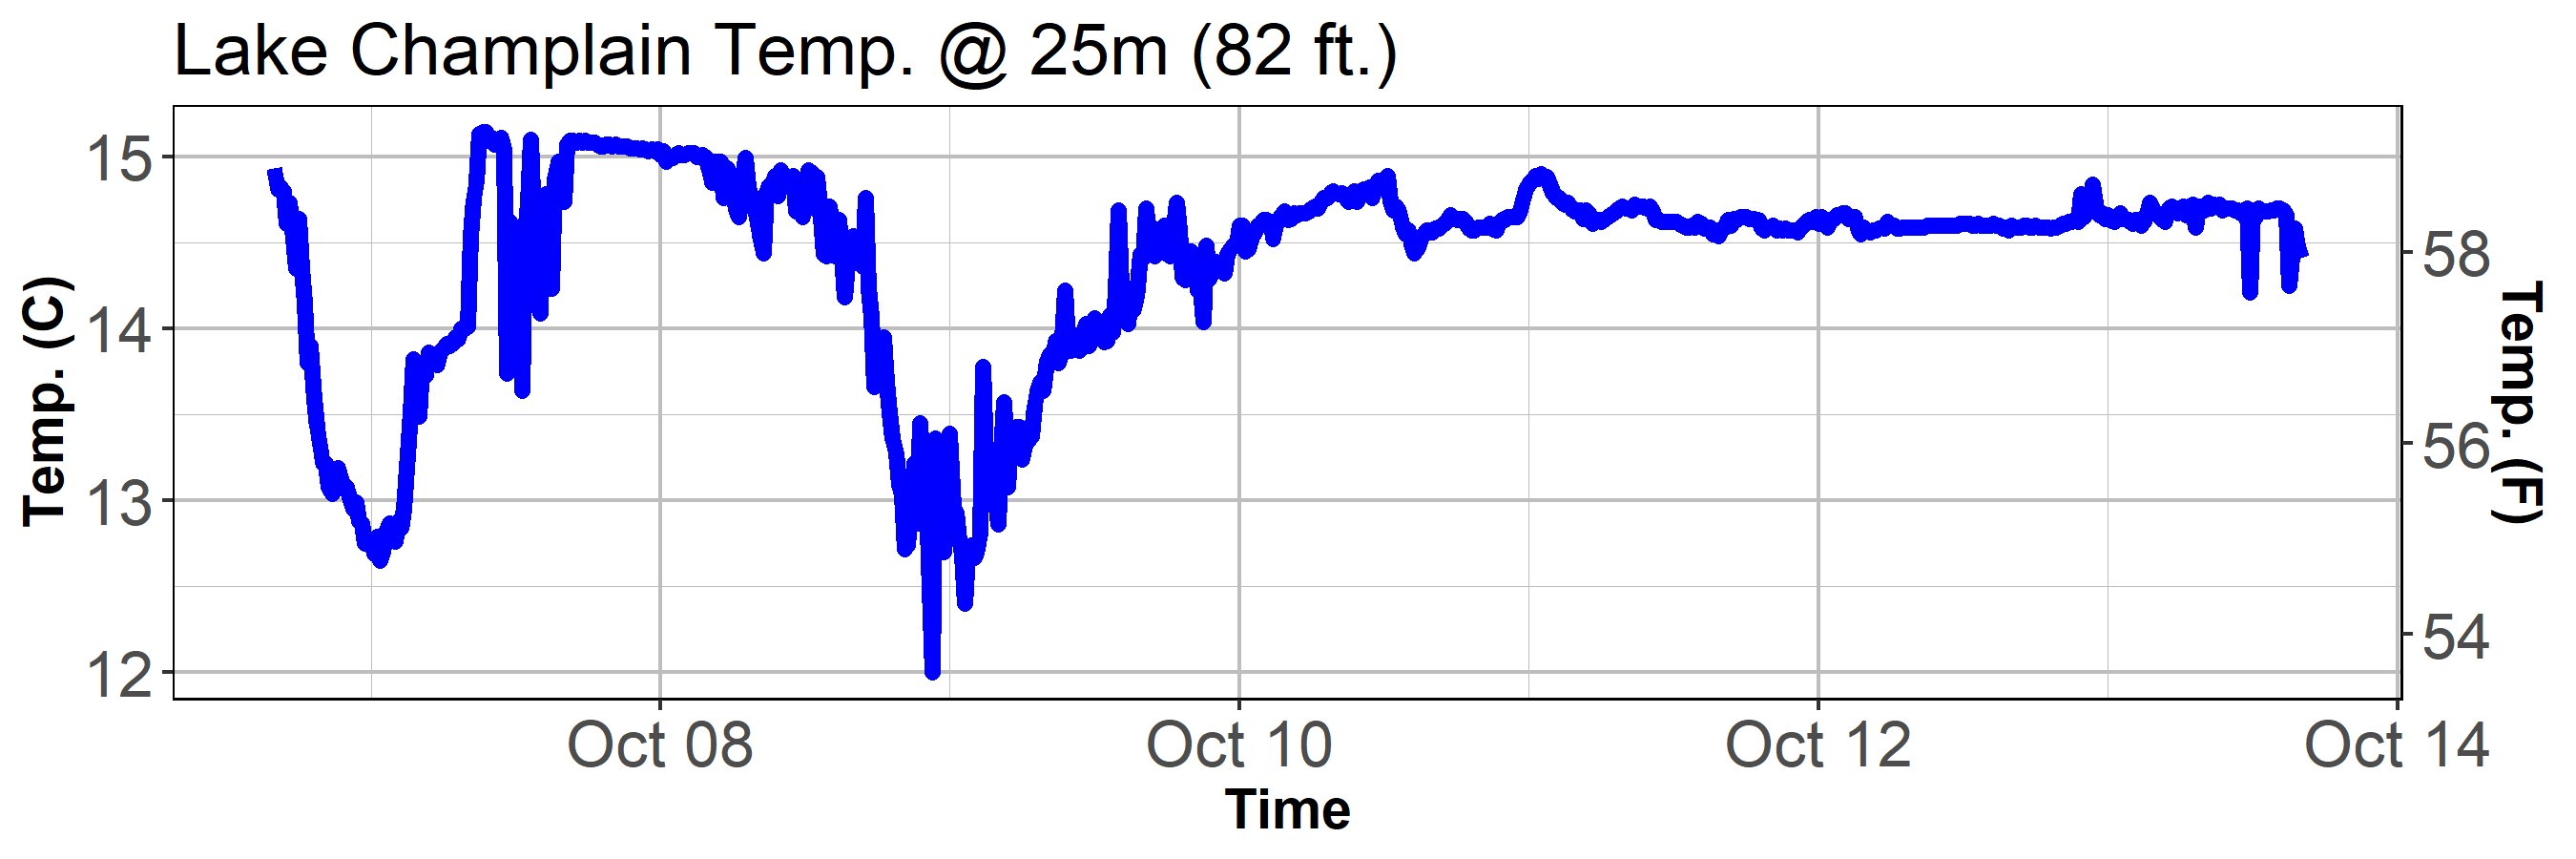 Lake Champlain Temp. @ 25m (82 ft.)
Temp. (C)
15
14
13
12
58
56
54
Temp. (F)
Oct 08 Oct 10 Oct 12 Oct 14
Time